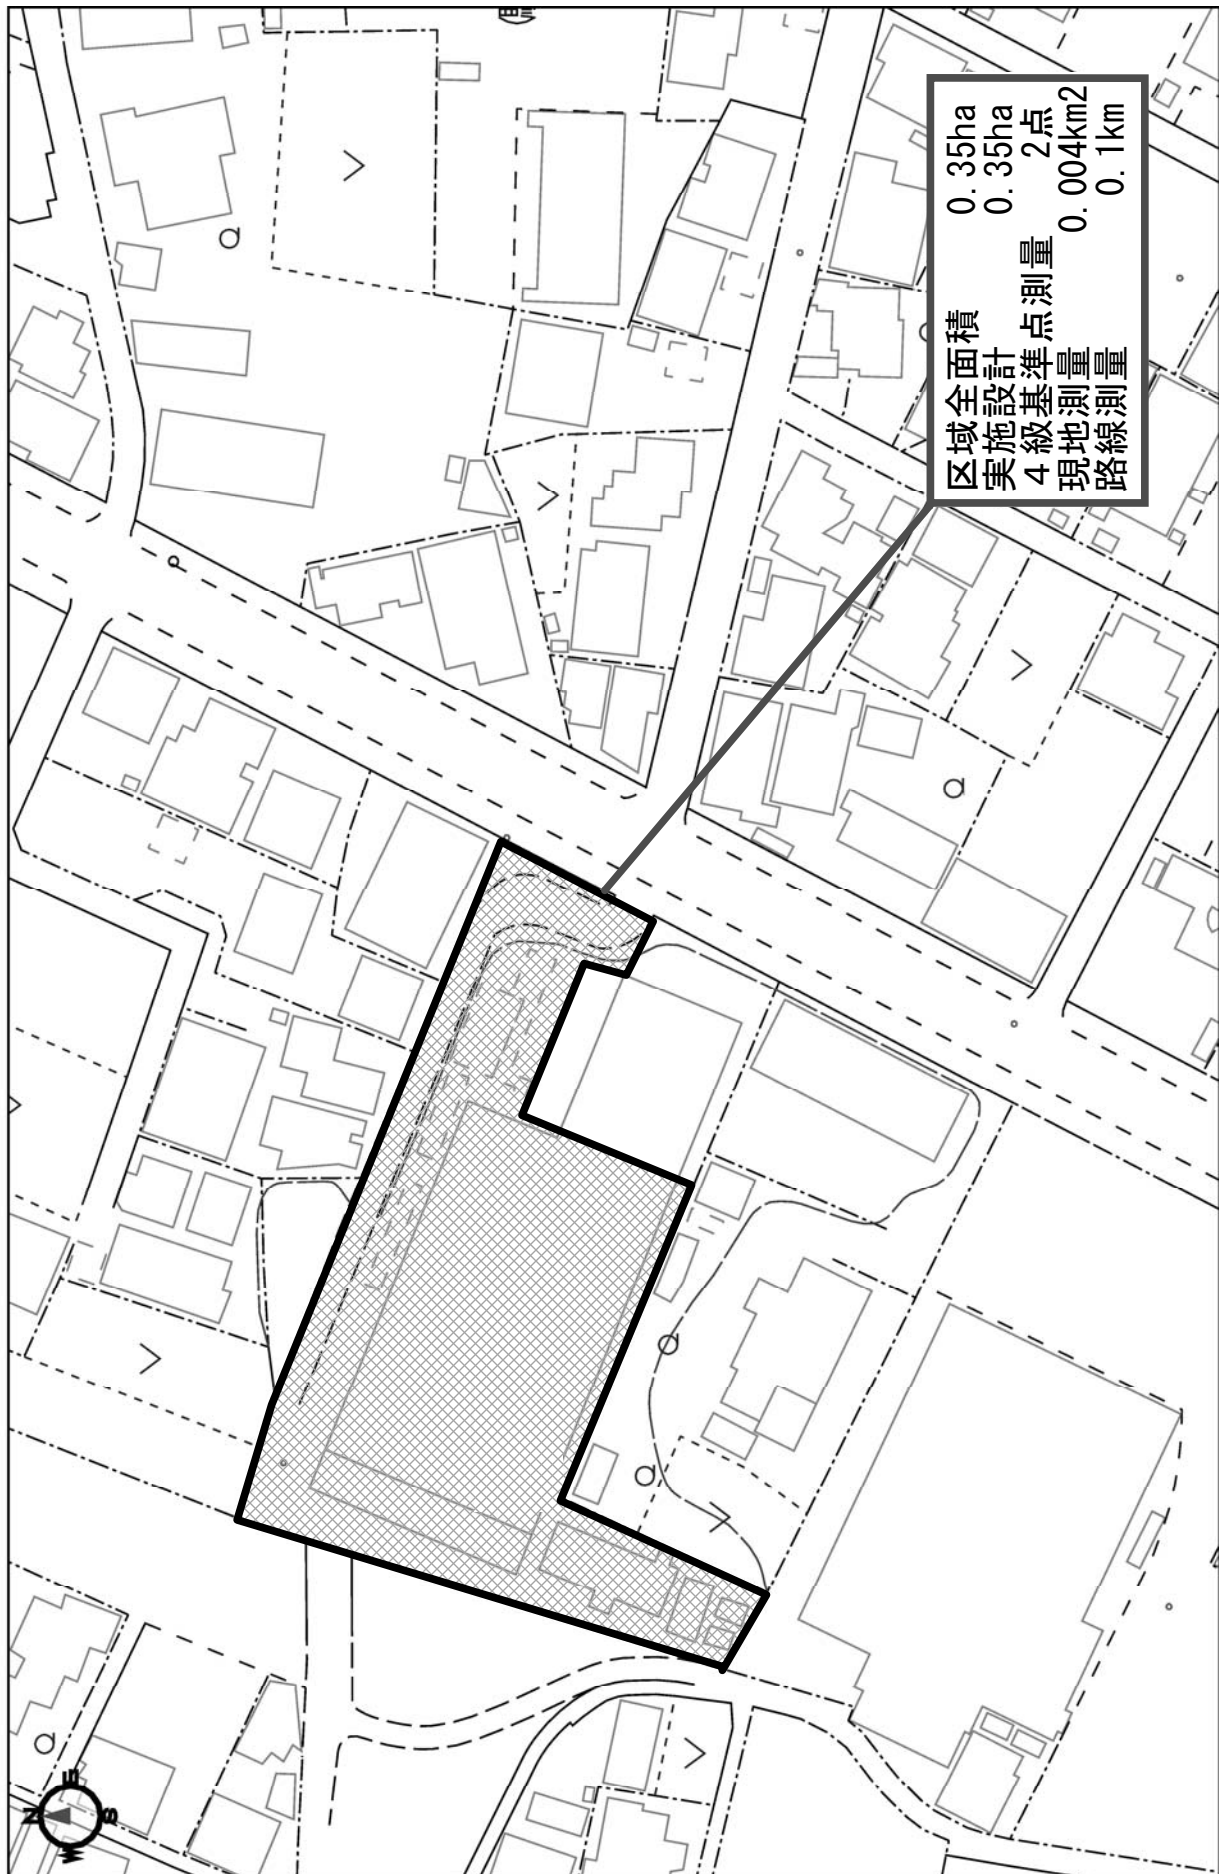 区域全面積 0.35ha
実施設計 0.35ha
4級基準点測量 2点
現地測量 0.004km2
路線測量 0.1km
N
W E
S